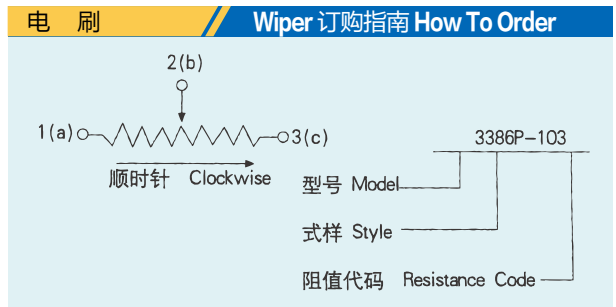 电 刷 Wiper 订购指南 How To Order
2(b)
1(a) 3(c)
顺时针 Clockwise
3386P-103
型号 Model
式样 Style
阻值代码 Resistance Code